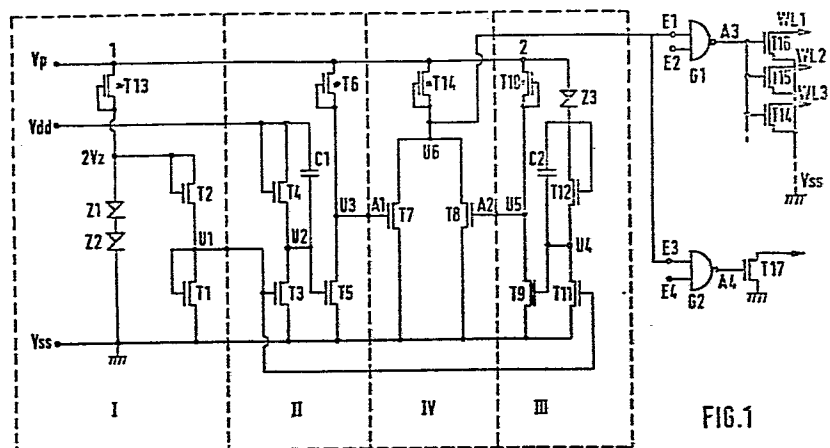 1
2
Vp
T13
T6
T14
T10
Z3
E1
E2
A3
G1
WL1
T16
WL2
T15
WL3
T14
Vss
Vdd
2Vz
T2
T4
C1
U6
C2
T12
Z1
Z2
U1
U2
U3
A1
T7
T8
A2
U5
U4
T1
T3
T5
T9
T11
E3
E4
A4
G2
T17
Vss
I
II
IV
III
FIG.1